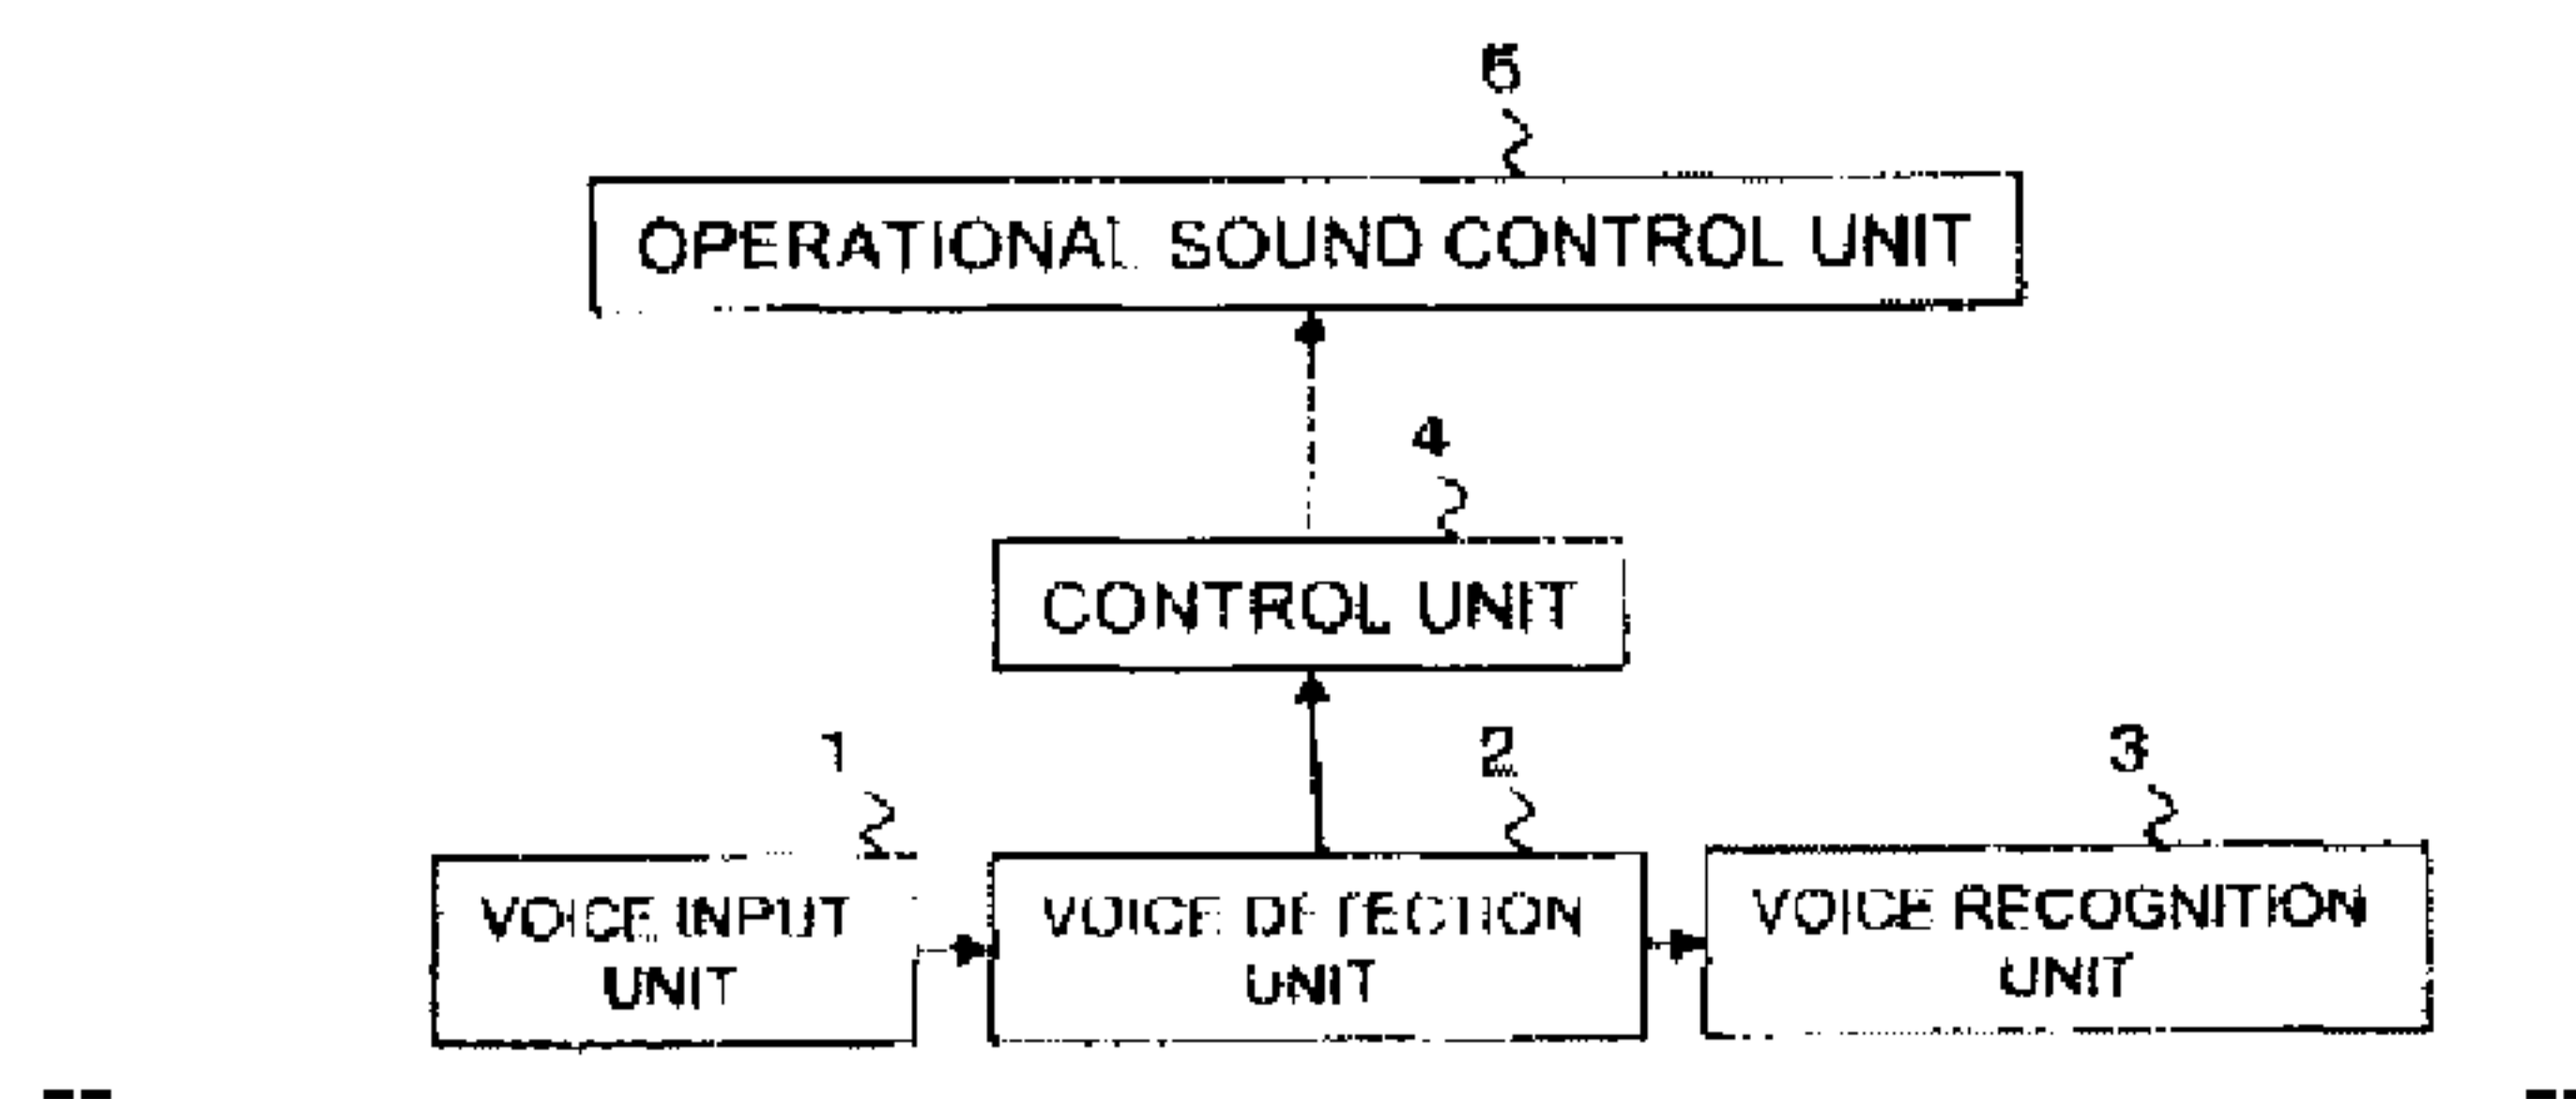 5
OPERATIONAL SOUND CONTROL UNIT
4
CONTROL UNIT
1
2
3
VOICE INPUT
UNIT
VOICE DETECTION
UNIT
VOICE RECOGNITION
UNIT